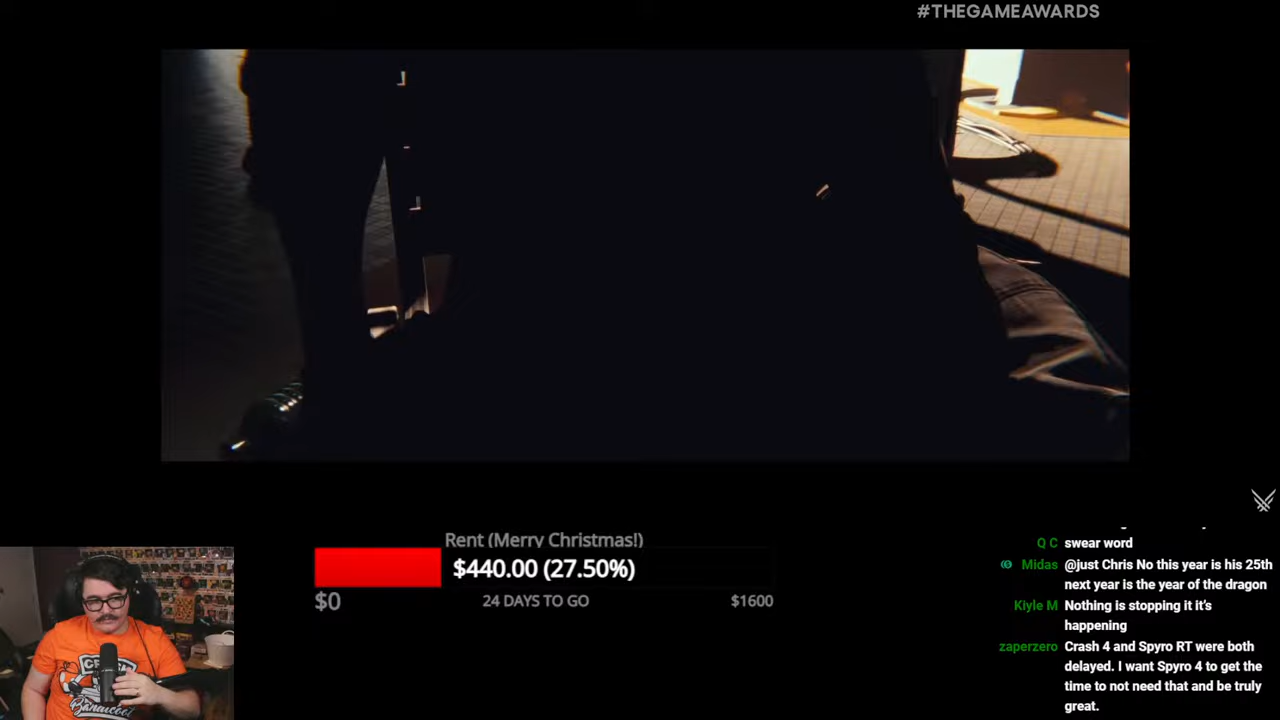 #THEGAMEAWARDS
Rent (Merry Christmas!)
$440.00 (27.50%)
$0
24 DAYS TO GO
$1600
Q C swear word
Midas @just Chris No this year is his 25th
next year is the year of the dragon
Kiyle M Nothing is stopping it it's
happening
zaperzero Crash 4 and Spyro RT were both
delayed. I want Spyro 4 to get the
time to not need that and be truly
great.